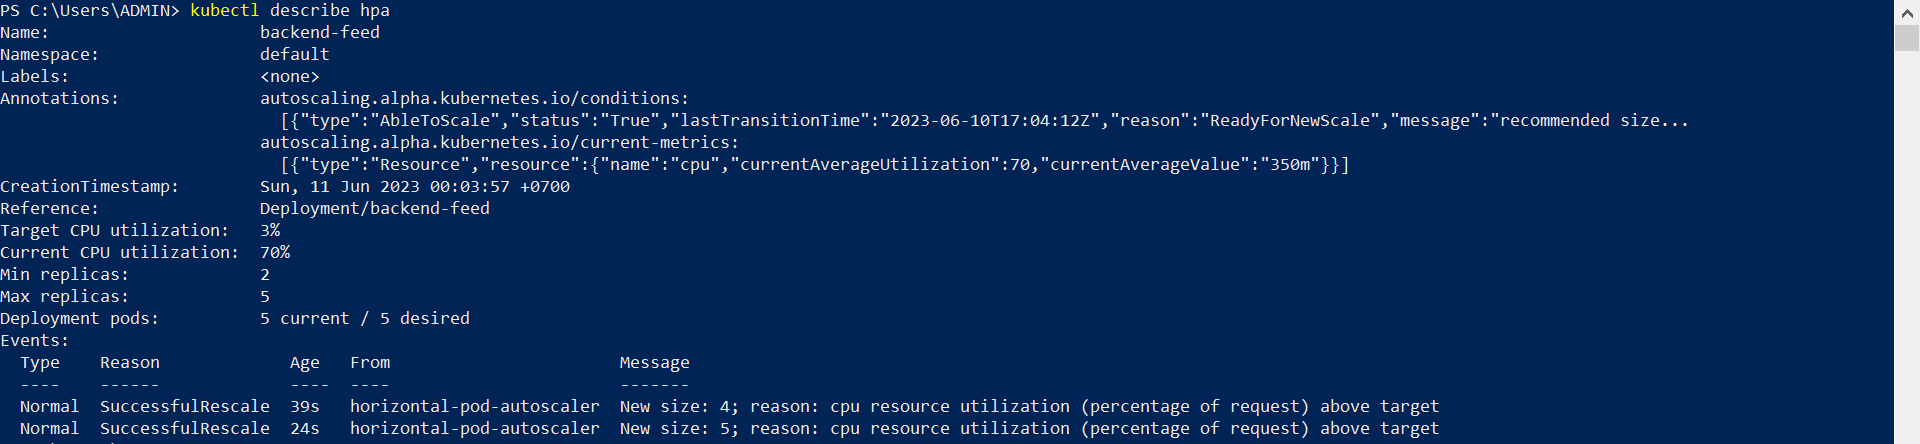 PS C:\Users\ADMIN> kubectl describe hpa
Name:                     backend-feed
Namespace:                default
Labels:                   <none>
Annotations:              autoscaling.alpha.kubernetes.io/conditions:
                            [{"type":"AbleToScale","status":"True","lastTransitionTime":"2023-06-10T17:04:12Z","reason":"ReadyForNewScale","message":"recommended size...
                          autoscaling.alpha.kubernetes.io/current-metrics:
                            [{"type":"Resource","resource":{"name":"cpu","currentAverageUtilization":70,"currentAverageValue":"350m"}}]
CreationTimestamp:        Sun, 11 Jun 2023 00:03:57 +0700
Reference:                Deployment/backend-feed
Target CPU utilization:   3%
Current CPU utilization:  70%
Min replicas:             2
Max replicas:             5
Deployment pods:          5 current / 5 desired
Events:
  Type    Reason             Age   From                       Message
  ----    ------             ----  ----                       -------
  Normal  SuccessfulRescale  39s   horizontal-pod-autoscaler  New size: 4; reason: cpu resource utilization (percentage of request) above target
  Normal  SuccessfulRescale  24s   horizontal-pod-autoscaler  New size: 5; reason: cpu resource utilization (percentage of request) above target